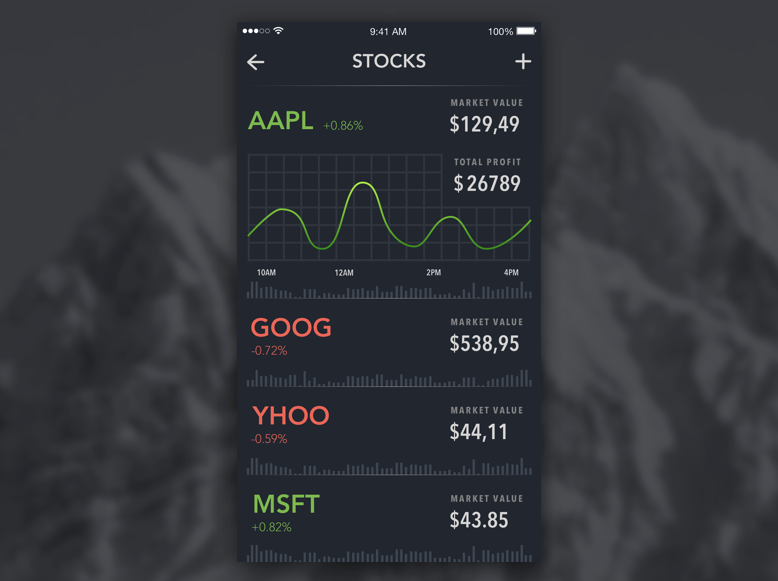 9:41 AM 100%
STOCKS
AAPL +0.86%
MARKET VALUE
$129,49
TOTAL PROFIT
$26789
10AM 12AM 2PM 4PM
GOOG
-0.72%
MARKET VALUE
$538,95
YHOO
-0.59%
MARKET VALUE
$44,11
MSFT
+0.82%
MARKET VALUE
$43.85